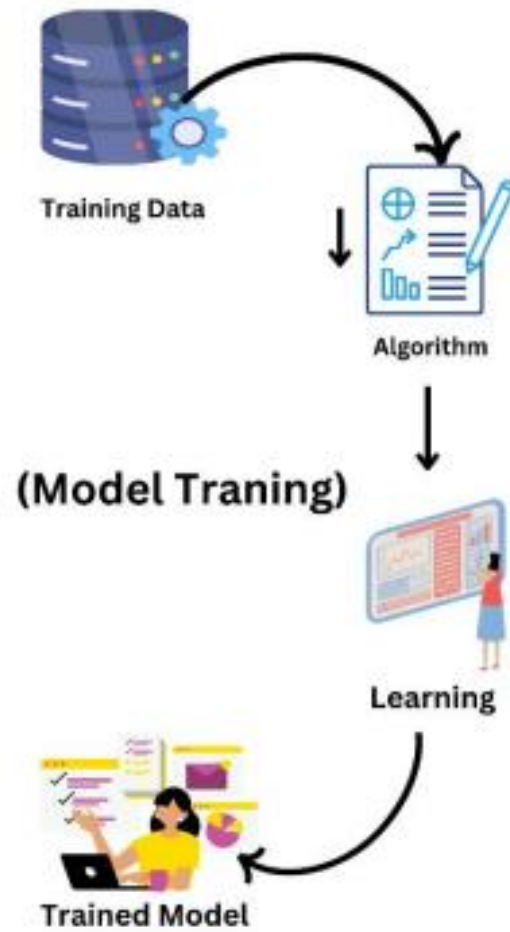 Training Data
Algorithm
(Model Traning)
Learning
Trained Model